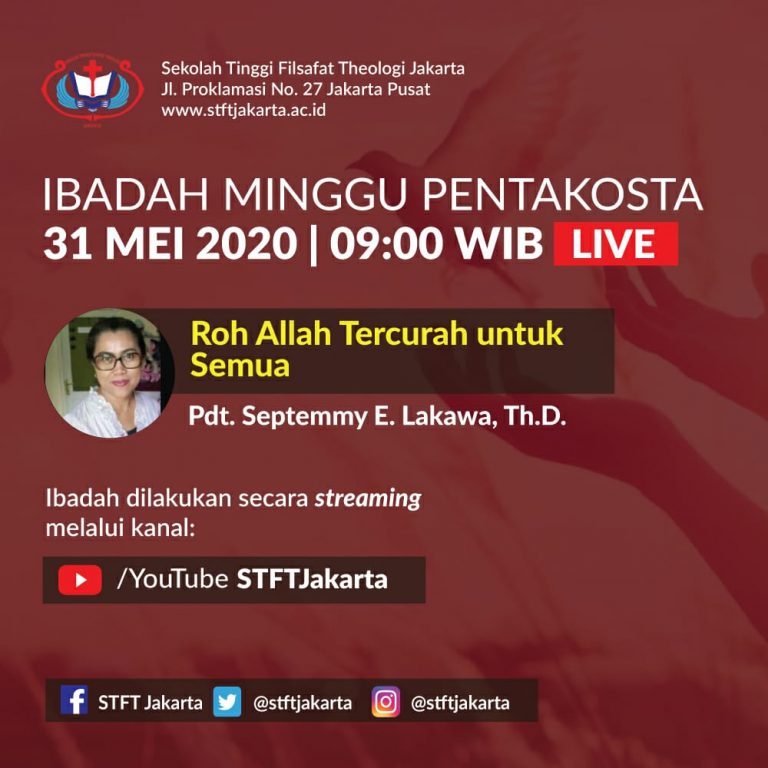 Sekolah Tinggi Filsafat Theologi Jakarta
Jl. Proklamasi No. 27 Jakarta Pusat
www.stftjakarta.ac.id
IBADAH MINGGU PENTAKOSTA
31 MEI 2020 | 09:00 WIB LIVE
Roh Allah Tercurah untuk
Semua
Pdt. Septemmy E. Lakawa, Th.D.
Ibadah dilakukan secara streaming
melalui kanal:
/YouTube STFTJakarta
STFT Jakarta @stftjakarta @stftjakarta